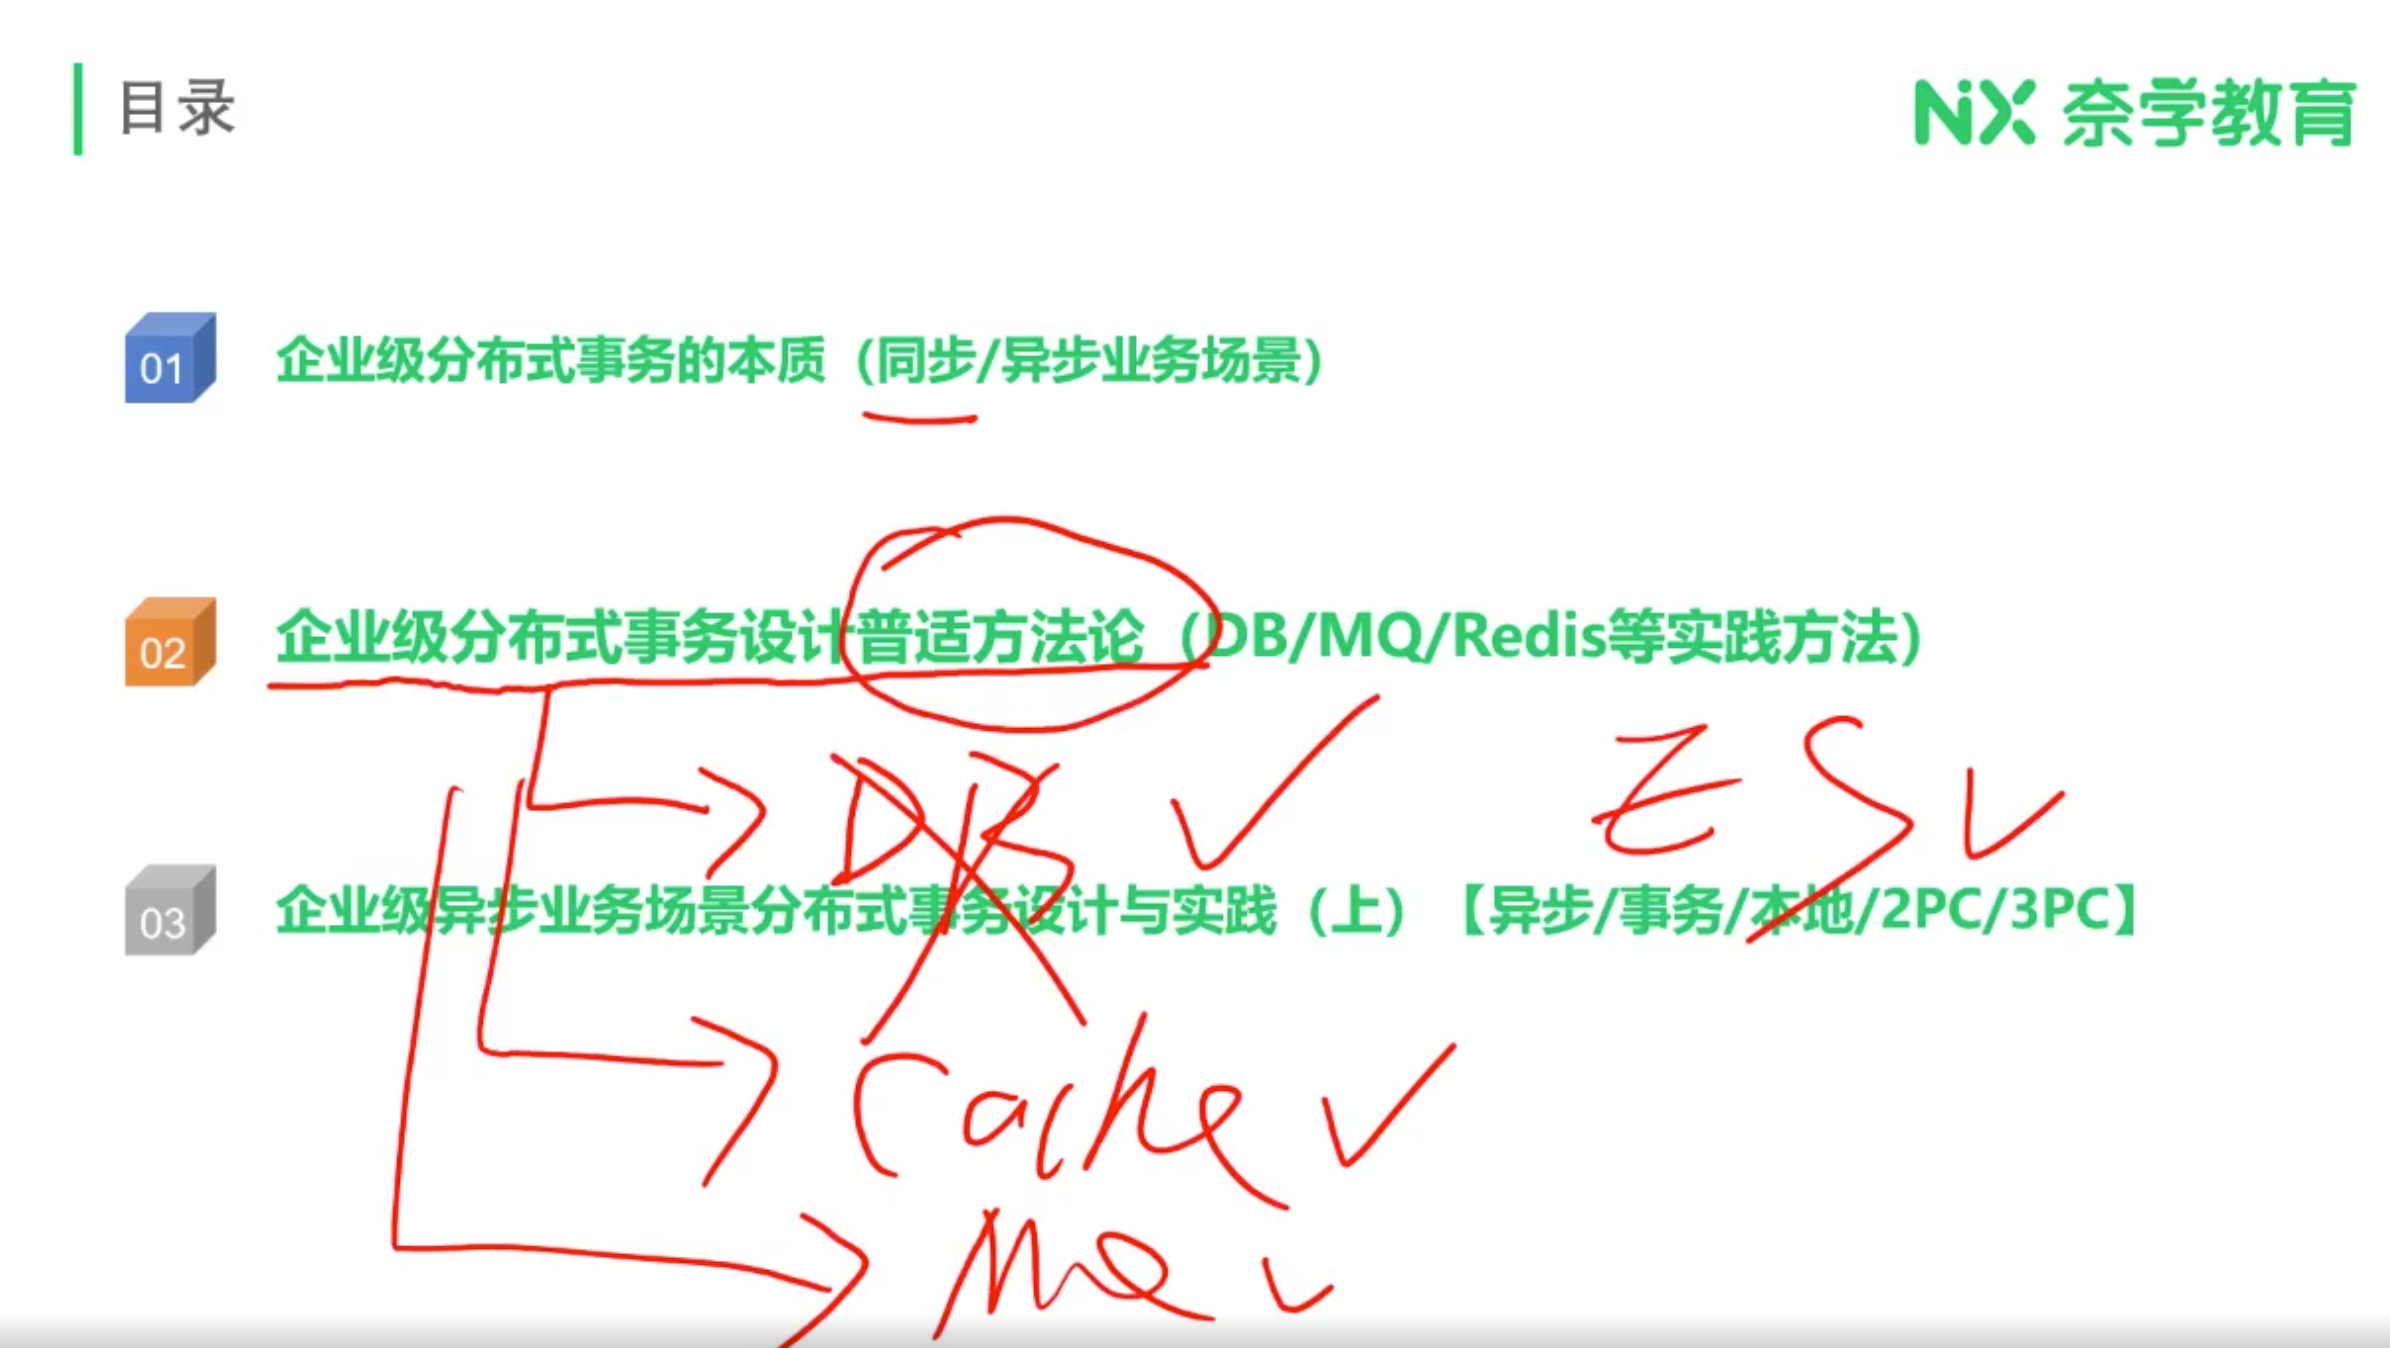 目录
NiX 奈学教育
01
企业级分布式事务的本质（同步/异步业务场景）
02
企业级分布式事务设计普适方法论（DB/MQ/Redis等实践方法）
DB
ES
03
企业级异步业务场景分布式事务设计与实践（上）【异步/事务/本地/2PC/3PC】
Cache
MQ